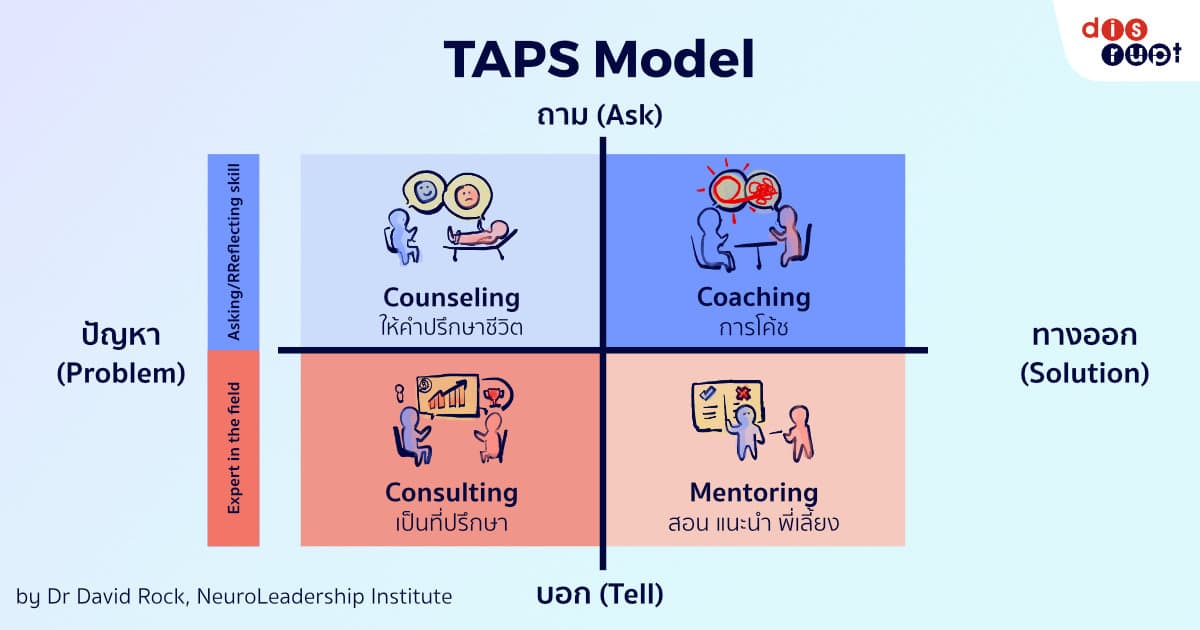 dis
rupt
TAPS Model
ถาม (Ask)
Asking/RReflecting skill
Counseling
ให้คำปรึกษาชีวิต
Coaching
การโค้ช
ปัญหา
(Problem)
ทางออก
(Solution)
Expert in the field
Consulting
เป็นที่ปรึกษา
Mentoring
สอน แนะนำ พี่เลี้ยง
บอก (Tell)
by Dr David Rock, NeuroLeadership Institute